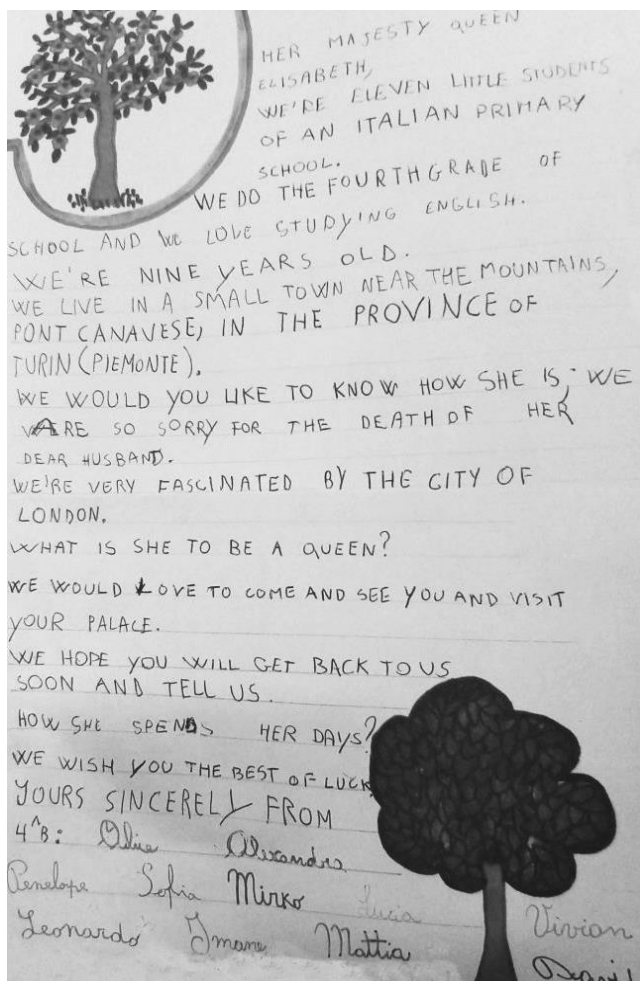 HER MAJESTY QUEEN
ELISABETH,
WE'RE ELEVEN LITTLE STUDENTS
OF AN ITALIAN PRIMARY
SCHOOL.
WE DO THE FOURTH GRADE OF
SCHOOL AND WE LOVE STUDYING ENGLISH.
WE'RE NINE YEARS OLD.
WE LIVE IN A SMALL TOWN NEAR THE MOUNTAINS,
PONT CANAVESE, IN THE PROVINCE OF
TURIN (PIEMONTE).
WE WOULD YOU LIKE TO KNOW HOW SHE IS; WE
ARE SO SORRY FOR THE DEATH OF HER
DEAR HUSBAND.
WE'RE VERY FASCINATED BY THE CITY OF
LONDON.
WHAT IS SHE TO BE A QUEEN?
WE WOULD LOVE TO COME AND SEE YOU AND VISIT
YOUR PALACE.
WE HOPE YOU WILL GET BACK TO US
SOON AND TELL US.
HOW SHE SPENDS HER DAYS?
WE WISH YOU THE BEST OF LUCK
YOURS SINCERELY FROM
4^B: Alexandra
Penelope Sofia Mirko Lucia Vivian
Leonardo Imane Mattia